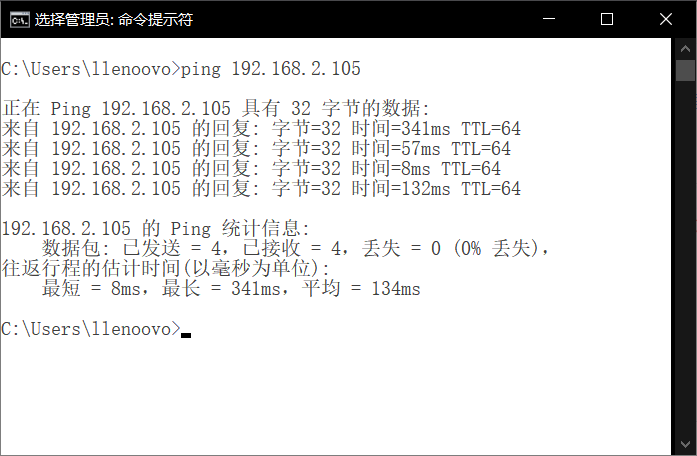 选择管理员: 命令提示符
C:\Users\llenoovo>ping 192.168.2.105
正在 Ping 192.168.2.105 具有 32 字节的数据:
来自 192.168.2.105 的回复: 字节=32 时间=341ms TTL=64
来自 192.168.2.105 的回复: 字节=32 时间=57ms TTL=64
来自 192.168.2.105 的回复: 字节=32 时间=8ms TTL=64
来自 192.168.2.105 的回复: 字节=32 时间=132ms TTL=64
192.168.2.105 的 Ping 统计信息:
数据包: 已发送 = 4，已接收 = 4，丢失 = 0 (0% 丢失)，
往返行程的估计时间(以毫秒为单位):
最短 = 8ms，最长 = 341ms，平均 = 134ms
C:\Users\llenoovo>